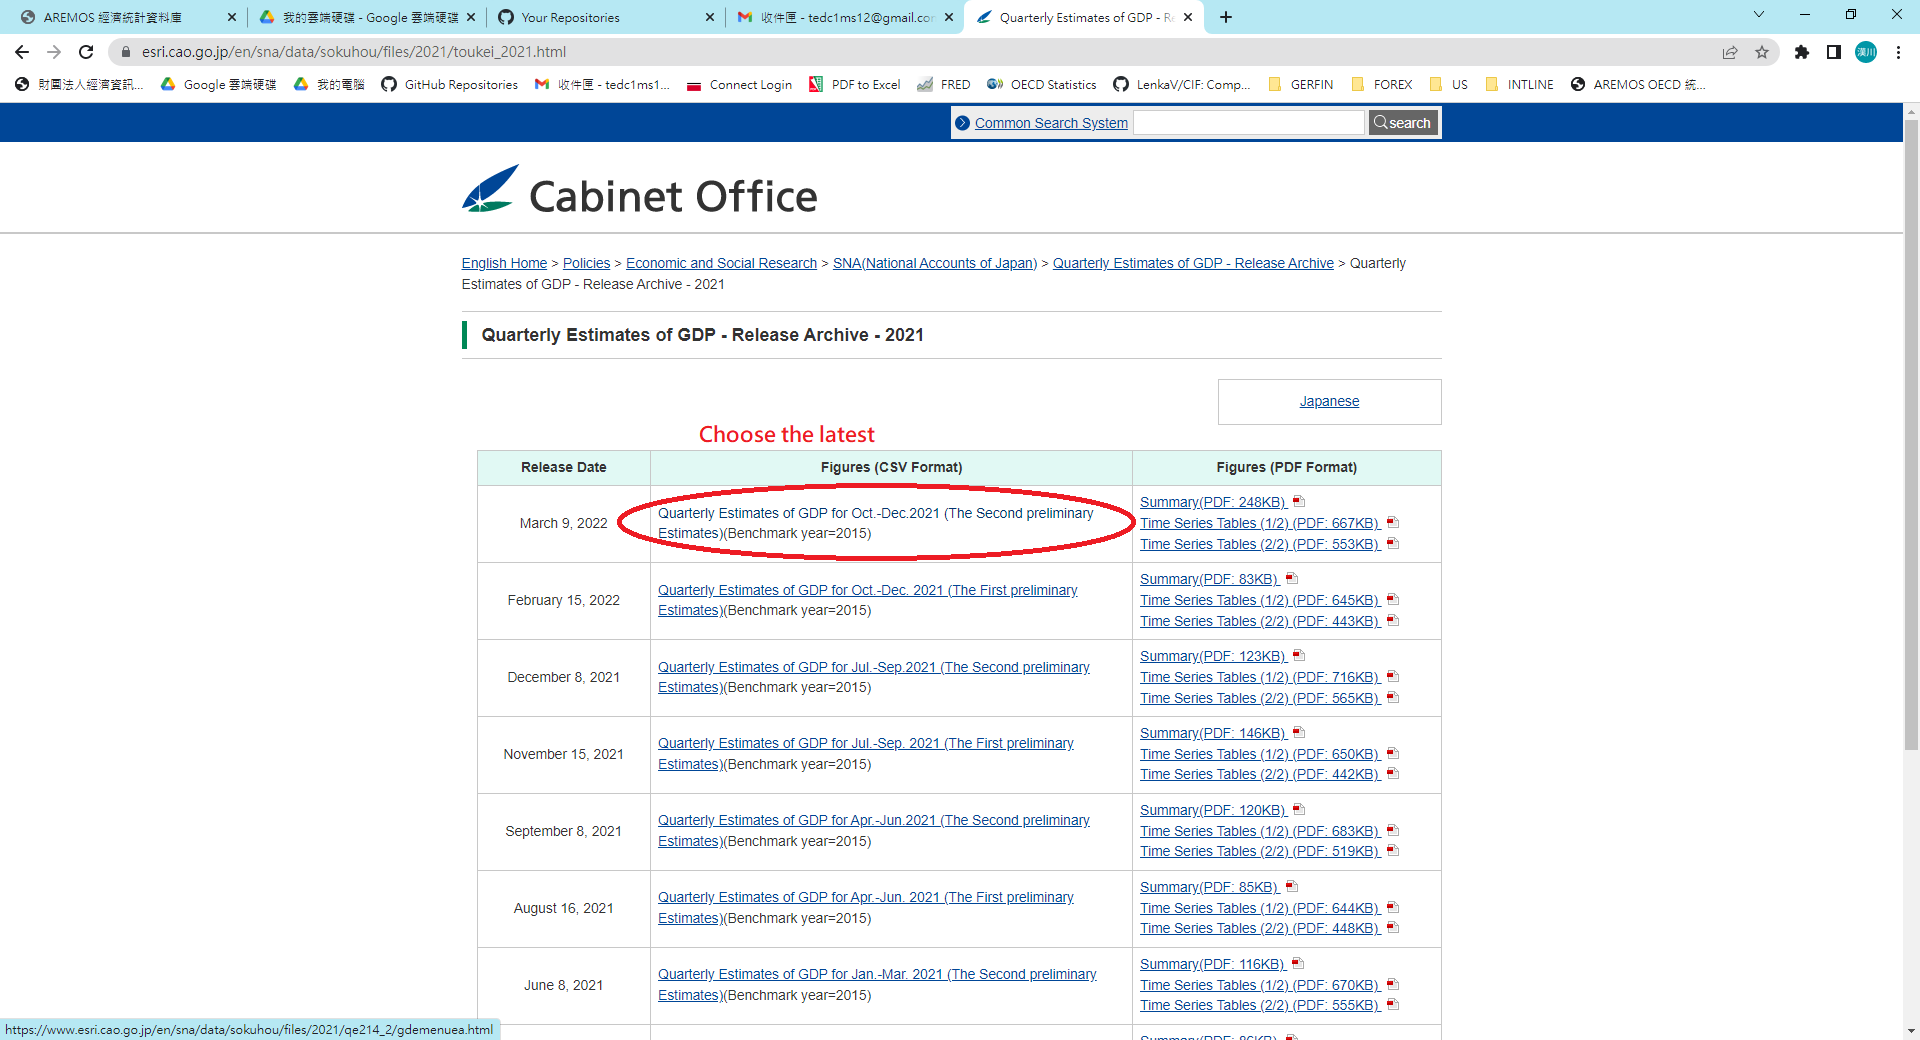 AREMOS 經濟統計資料庫
我的雲端硬碟 - Google 雲端硬碟
Your Repositories
收件匣 - tedc1ms12@gmail.com
Quarterly Estimates of GDP - Re
esri.cao.go.jp/en/sna/data/sokuhou/files/2021/toukei_2021.html
漢川
財團法人經濟資訊...
Google 雲端硬碟
我的電腦
GitHub Repositories
收件匣 - tedc1ms1...
Connect Login
PDF to Excel
FRED
OECD Statistics
LenkaV/CIF: Comp...
GERFIN
FOREX
US
INTLINE
AREMOS OECD 統...
Common Search System
search
Cabinet Office
English Home > Policies > Economic and Social Research > SNA(National Accounts of Japan) > Quarterly Estimates of GDP - Release Archive > Quarterly
Estimates of GDP - Release Archive - 2021
Quarterly Estimates of GDP - Release Archive - 2021
Japanese
Choose the latest
Release Date
Figures (CSV Format)
Figures (PDF Format)
March 9, 2022
Quarterly Estimates of GDP for Oct.-Dec.2021 (The Second preliminary
Estimates)(Benchmark year=2015)
Summary(PDF: 248KB)
Time Series Tables (1/2) (PDF: 667KB)
Time Series Tables (2/2) (PDF: 553KB)
February 15, 2022
Quarterly Estimates of GDP for Oct.-Dec. 2021 (The First preliminary
Estimates)(Benchmark year=2015)
Summary(PDF: 83KB)
Time Series Tables (1/2) (PDF: 645KB)
Time Series Tables (2/2) (PDF: 443KB)
December 8, 2021
Quarterly Estimates of GDP for Jul.-Sep.2021 (The Second preliminary
Estimates)(Benchmark year=2015)
Summary(PDF: 123KB)
Time Series Tables (1/2) (PDF: 716KB)
Time Series Tables (2/2) (PDF: 565KB)
November 15, 2021
Quarterly Estimates of GDP for Jul.-Sep. 2021 (The First preliminary
Estimates)(Benchmark year=2015)
Summary(PDF: 146KB)
Time Series Tables (1/2) (PDF: 650KB)
Time Series Tables (2/2) (PDF: 442KB)
September 8, 2021
Quarterly Estimates of GDP for Apr.-Jun.2021 (The Second preliminary
Estimates)(Benchmark year=2015)
Summary(PDF: 120KB)
Time Series Tables (1/2) (PDF: 683KB)
Time Series Tables (2/2) (PDF: 519KB)
August 16, 2021
Quarterly Estimates of GDP for Apr.-Jun. 2021 (The First preliminary
Estimates)(Benchmark year=2015)
Summary(PDF: 85KB)
Time Series Tables (1/2) (PDF: 644KB)
Time Series Tables (2/2) (PDF: 448KB)
June 8, 2021
Quarterly Estimates of GDP for Jan.-Mar. 2021 (The Second preliminary
Estimates)(Benchmark year=2015)
Summary(PDF: 116KB)
Time Series Tables (1/2) (PDF: 670KB)
Time Series Tables (2/2) (PDF: 555KB)
https://www.esri.cao.go.jp/en/sna/data/sokuhou/files/2021/qe214_2/gdemenuea.html